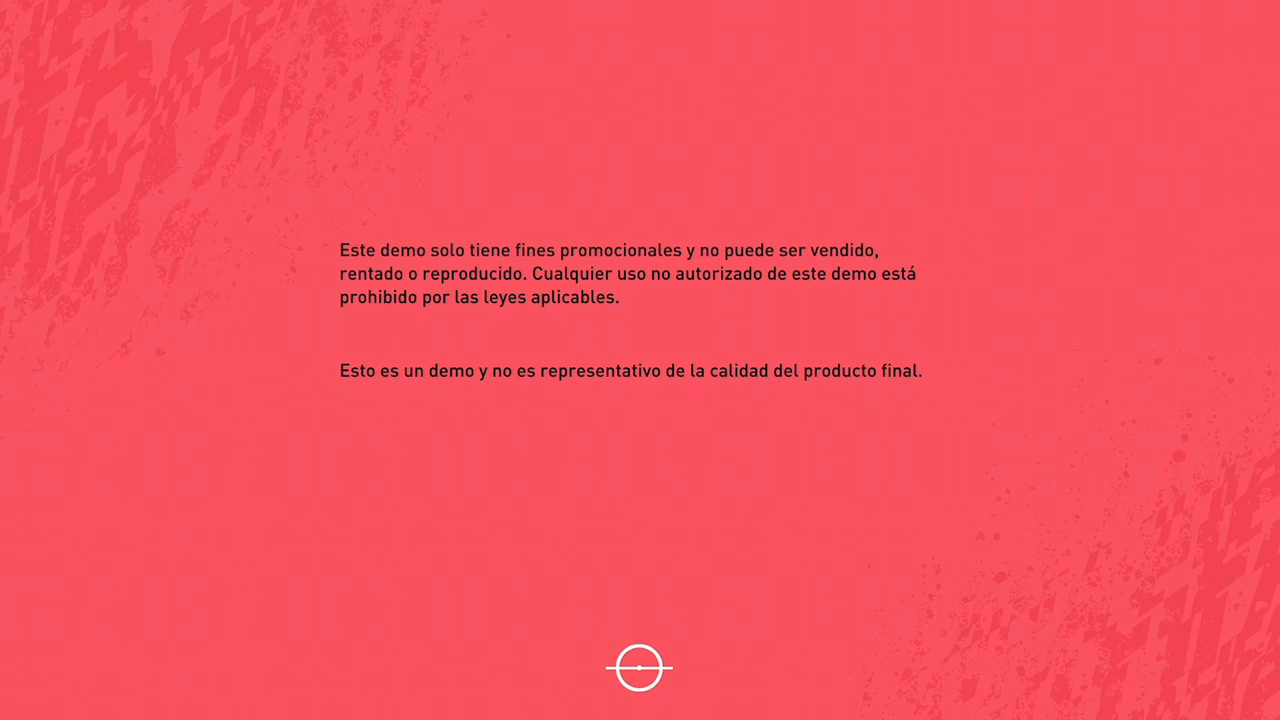 Este demo solo tiene fines promocionales y no puede ser vendido,
rentado o reproducido. Cualquier uso no autorizado de este demo está
prohibido por las leyes aplicables.
Esto es un demo y no es representativo de la calidad del producto final.